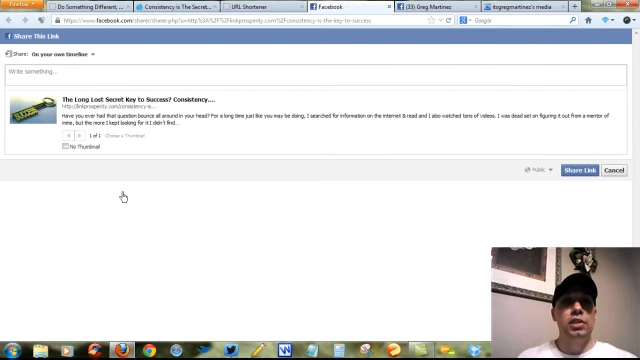 Firefox
Do Something Different, ...
Consistency is The Secret...
URL Shortener
Facebook
(33) Greg Martinez
itsgregmartinez's media
https://www.facebook.com/sharer/sharer.php?u=http%3A%2F%2Flinkprosperity.com%2Fconsistency-is-the-key-to-success
Google
Share This Link
Share: On your own timeline
Write something...
The Long Lost Secret Key to Success? Consistency....
http://linkprosperity.com/consistency-is...
Have you ever had that question bounce all around in your head? For a long time just like you may be doing, I searched for information on the internet & read and I also watched tons of videos. I was dead set on figuring it out from a mentor of
mine, but the more I kept looking for it I didn't find...
1 of 1 Choose a Thumbnail
No Thumbnail
Public
Share Link
Cancel